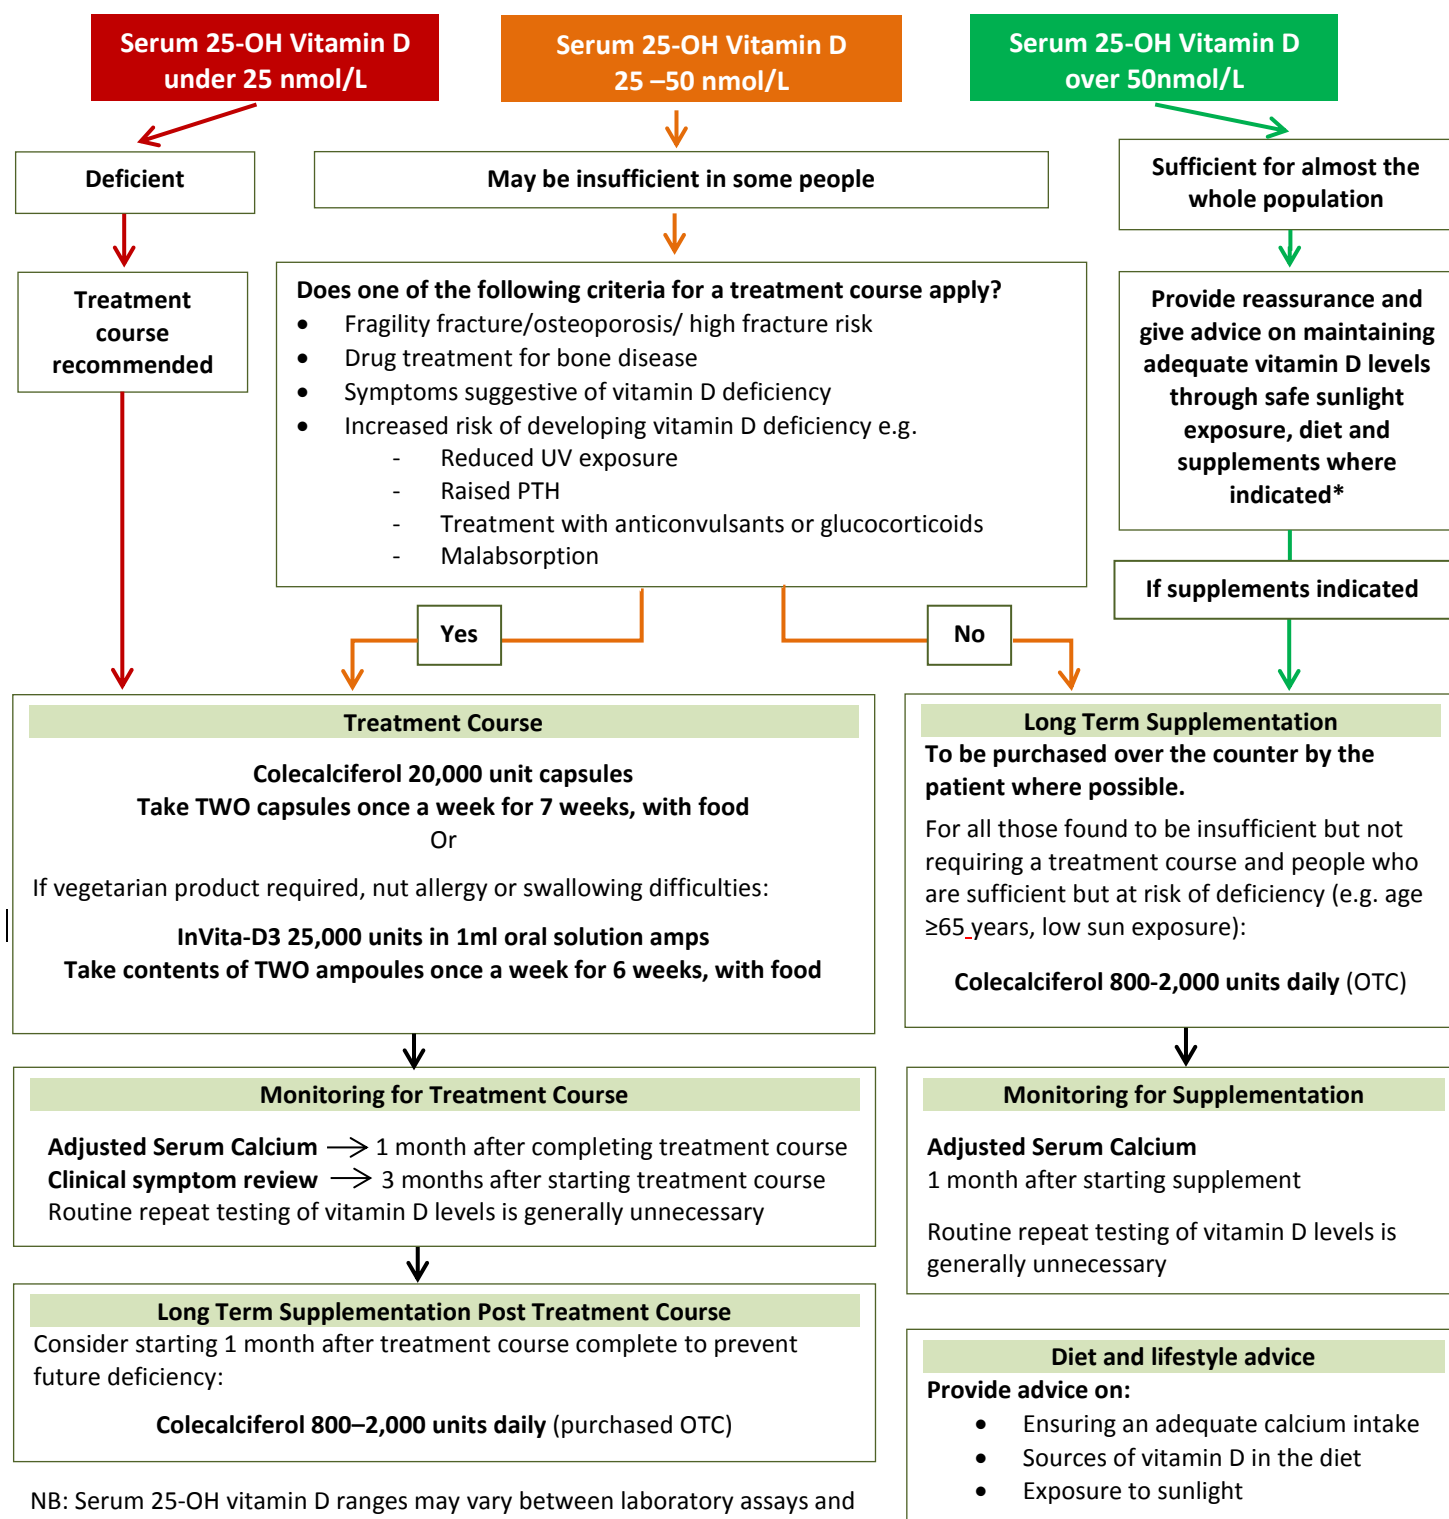 Serum 25-OH Vitamin D
under 25 nmol/L
Serum 25-OH Vitamin D
25 –50 nmol/L
Serum 25-OH Vitamin D
over 50nmol/L
Deficient
May be insufficient in some people
Sufficient for almost the
whole population
Treatment
course
recommended
Does one of the following criteria for a treatment course apply?
• Fragility fracture/osteoporosis/ high fracture risk
• Drug treatment for bone disease
• Symptoms suggestive of vitamin D deficiency
• Increased risk of developing vitamin D deficiency e.g.
- Reduced UV exposure
- Raised PTH
- Treatment with anticonvulsants or glucocorticoids
- Malabsorption
Provide reassurance and
give advice on maintaining
adequate vitamin D levels
through safe sunlight
exposure, diet and
supplements where
indicated*
If supplements indicated
Yes
No
Treatment Course
Colecalciferol 20,000 unit capsules
Take TWO capsules once a week for 7 weeks, with food
Or
If vegetarian product required, nut allergy or swallowing difficulties:
InVita-D3 25,000 units in 1ml oral solution amps
Take contents of TWO ampoules once a week for 6 weeks, with food
Long Term Supplementation
To be purchased over the counter by the
patient where possible.
For all those found to be insufficient but not
requiring a treatment course and people who
are sufficient but at risk of deficiency (e.g. age
≥65 years, low sun exposure):
Colecalciferol 800-2,000 units daily (OTC)
Monitoring for Treatment Course
Adjusted Serum Calcium → 1 month after completing treatment course
Clinical symptom review → 3 months after starting treatment course
Routine repeat testing of vitamin D levels is generally unnecessary
Monitoring for Supplementation
Adjusted Serum Calcium
1 month after starting supplement
Routine repeat testing of vitamin D levels is
generally unnecessary
Long Term Supplementation Post Treatment Course
Consider starting 1 month after treatment course complete to prevent
future deficiency:
Colecalciferol 800–2,000 units daily (purchased OTC)
Diet and lifestyle advice
Provide advice on:
• Ensuring an adequate calcium intake
• Sources of vitamin D in the diet
• Exposure to sunlight
NB: Serum 25-OH vitamin D ranges may vary between laboratory assays and